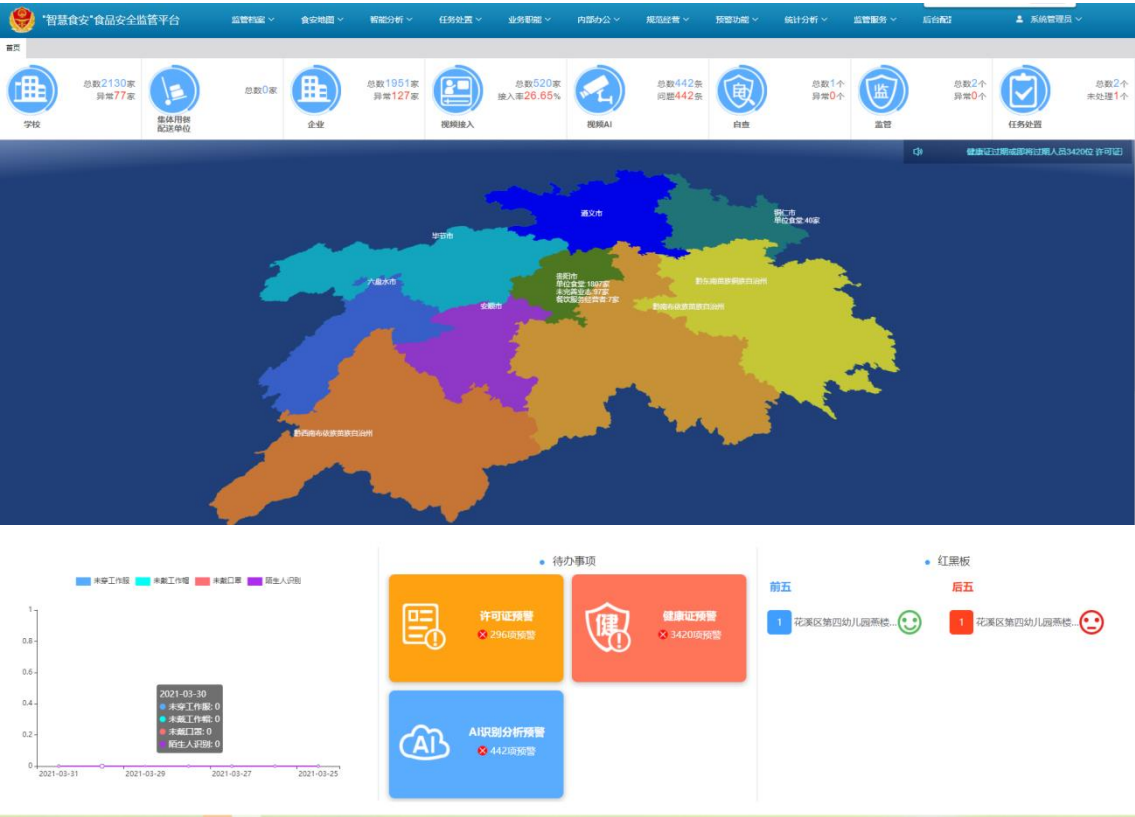 "智慧食安"食品安全监管平台
监管档案
食安地图
智能分析
任务处置
业务职能
内部办公
规范经营
预警功能
统计分析
监管服务
后台配
系统管理员
首页
总数2130家
异常77家
学校
总数0家
集体用餐
配送单位
总数1951家
异常127家
企业
总数520家
接入率26.65%
视频接入
总数442条
问题442条
视频AI
自
总数1个
异常0个
自查
监
总数2个
异常0个
监管
总数2个
未处理1个
任务处置
健康证过期或即将过期人员3420位 许可证
遵义市
铜仁市
单位食堂:40家
毕节市
六盘水市
贵阳市
单位食堂:1887家
未完善业态:97家
餐饮服务经营者:7家
黔东南苗族侗族自治州
安顺市
黔南布依族苗族自治州
黔西南布依族苗族自治州
未穿工作服
未戴工作帽
未戴口罩
陌生人识别
1
0.8
0.6
0.4
0.2
0
2021-03-30
未穿工作服: 0
未戴工作帽: 0
未戴口罩: 0
陌生人识别: 0
2021-03-31
2021-03-29
2021-03-27
2021-03-25
待办事项
许可证预警
296项预警
健
健康证预警
3420项预警
AI
AI识别分析预警
442项预警
红黑板
前五
后五
1
花溪区第四幼儿园燕楼...
1
花溪区第四幼儿园燕楼...